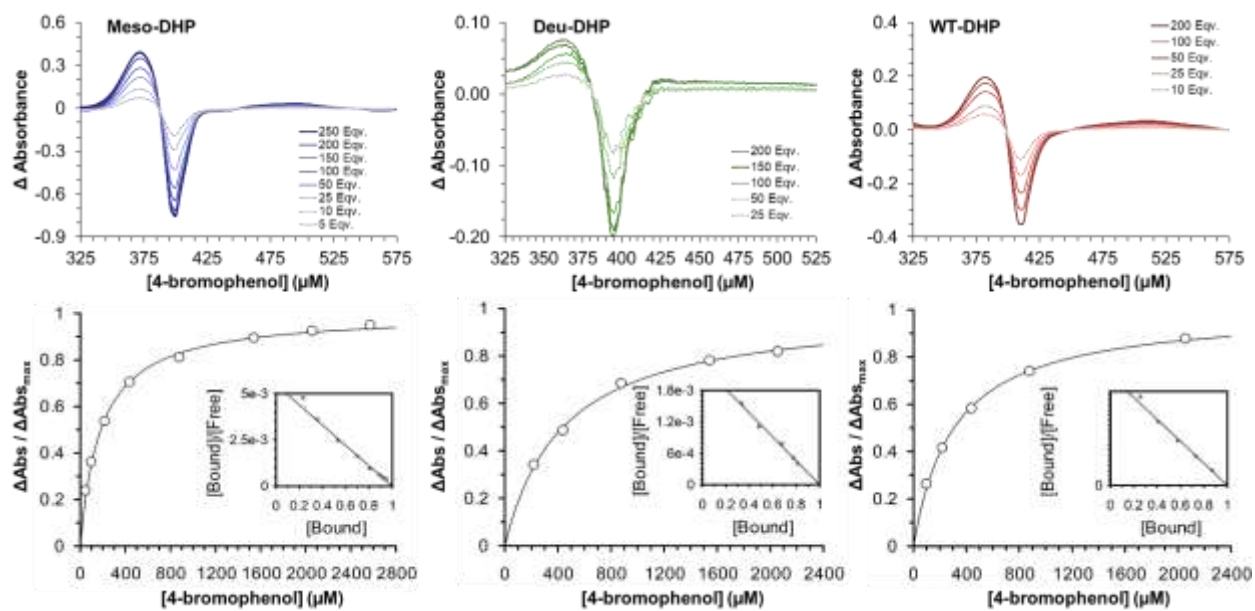 Meso-DHP
Δ Absorbance
0.6
0.3
0
-0.3
-0.6
-0.9
250 Eqv.
200 Eqv.
150 Eqv.
100 Eqv.
50 Eqv.
25 Eqv.
10 Eqv.
5 Eqv.
325 375 425 475 525 575
[4-bromophenol] (µM)
Deu-DHP
Δ Absorbance
0.10
0.00
-0.10
-0.20
200 Eqv.
150 Eqv.
100 Eqv.
50 Eqv.
25 Eqv.
325 350 375 400 425 450 475 500 525
[4-bromophenol] (µM)
WT-DHP
Δ Absorbance
0.4
0.2
0.0
-0.2
-0.4
200 Eqv.
100 Eqv.
50 Eqv.
25 Eqv.
10 Eqv.
325 375 425 475 525 575
[4-bromophenol] (µM)
ΔAbs / ΔAbsmax
1
0.8
0.6
0.4
0.2
0
[Bound]/[Free]
5e-3
2.5e-3
0
0 0.2 0.4 0.6 0.8 1
[Bound]
0 400 800 1200 1600 2000 2400 2800
[4-bromophenol] (µM)
ΔAbs / ΔAbsmax
1
0.8
0.6
0.4
0.2
0
[Bound]/[Free]
1.8e-3
1.2e-3
6e-4
0
0 0.2 0.4 0.6 0.8 1
[Bound]
0 400 800 1200 1600 2000 2400
[4-bromophenol] (µM)
ΔAbs / ΔAbsmax
1
0.8
0.6
0.4
0.2
0
[Bound]/[Free]
0
0 0.2 0.4 0.6 0.8 1
[Bound]
0 400 800 1200 1600 2000 2400
[4-bromophenol] (µM)